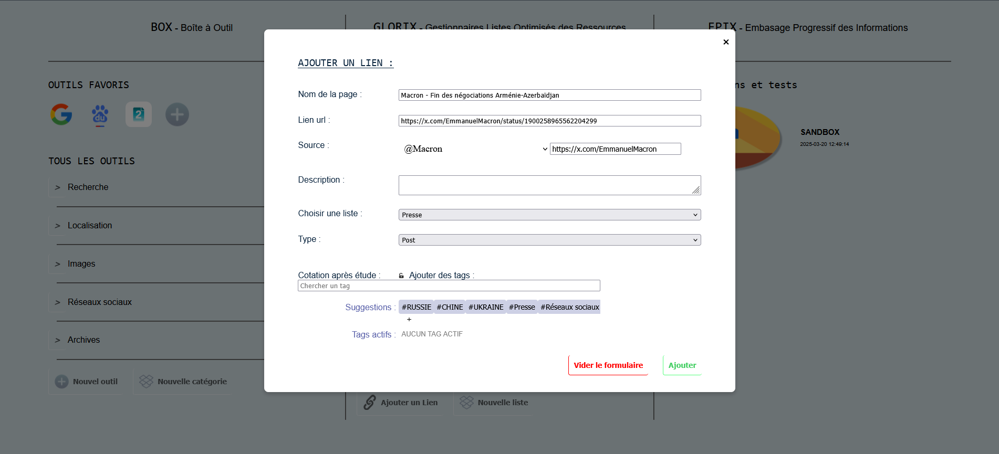 BOX - Boîte à Outil
GLORIX - Gestionnaires Listes Optimisés des Ressources
EPIX - Embasage Progressif des Informations
×
AJOUTER UN LIEN :
OUTILS FAVORIS
ns et tests
Nom de la page :
Macron - Fin des négociations Arménie-Azerbaïdjan
du
2
Lien url :
https://x.com/EmmanuelMacron/status/1900258965562204299
SANDBOX
2025-03-20 12:49:14
Source :
@Macron
https://x.com/EmmanuelMacron
TOUS LES OUTILS
Description :
> Recherche
Choisir une liste :
Presse
> Localisation
Type :
Post
> Images
Cotation après étude :
Ajouter des tags :
Chercher un tag
> Réseaux sociaux
Suggestions :
#RUSSIE #CHINE #UKRAINE #Presse #Réseaux sociaux
+
Tags actifs :
AUCUN TAG ACTIF
> Archives
Vider le formulaire
Ajouter
Nouvel outil
Nouvelle catégorie
Ajouter un Lien
Nouvelle liste